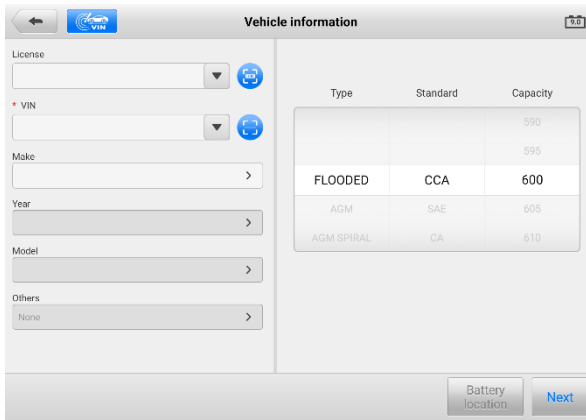 VIN
Vehicle information
9.0
License
* VIN
Make
Year
Model
Others
None
Type Standard Capacity
590
595
FLOODED CCA 600
AGM SAE 605
AGM SPIRAL CA 610
Battery location
Next